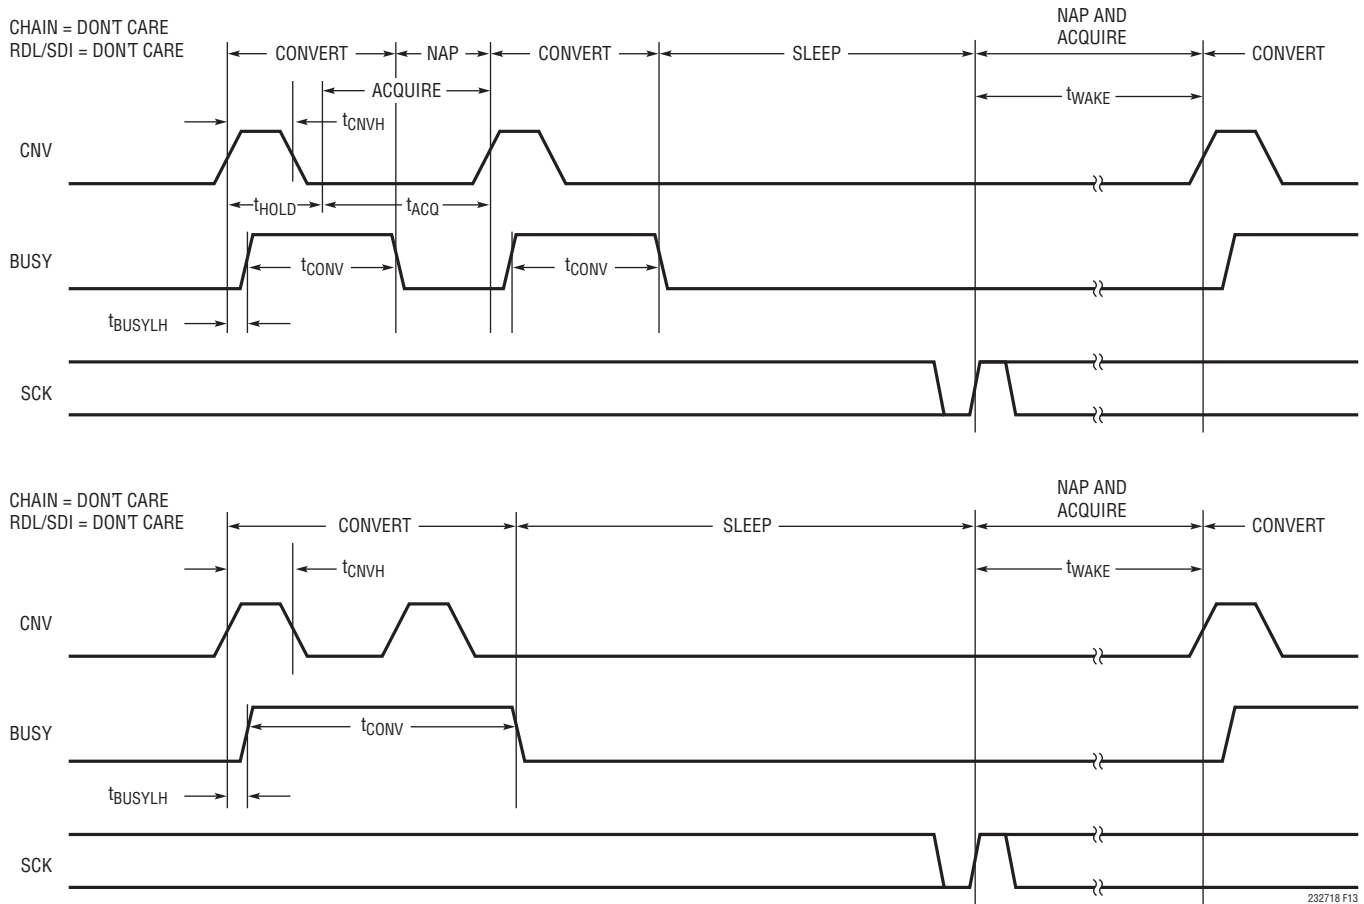 CHAIN = DON'T CARE
RDL/SDI = DON'T CARE
NAP AND
ACQUIRE
CONVERT
NAP
CONVERT
SLEEP
CONVERT
ACQUIRE
tWAKE
tCNVH
CNV
tHOLD
tACQ
BUSY
tCONV
tCONV
tBUSYLH
SCK
CHAIN = DON'T CARE
RDL/SDI = DON'T CARE
NAP AND
ACQUIRE
CONVERT
SLEEP
CONVERT
tCNVH
tWAKE
CNV
BUSY
tCONV
tBUSYLH
SCK
232718 F13